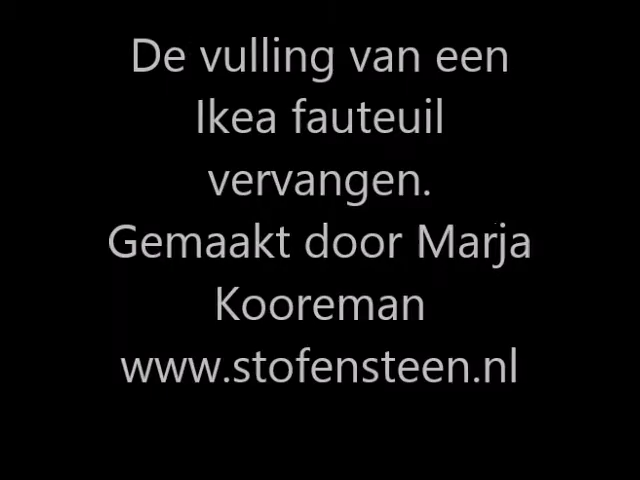 De vulling van een
Ikea fauteuil
vervangen.
Gemaakt door Marja
Kooreman
www.stofensteen.nl